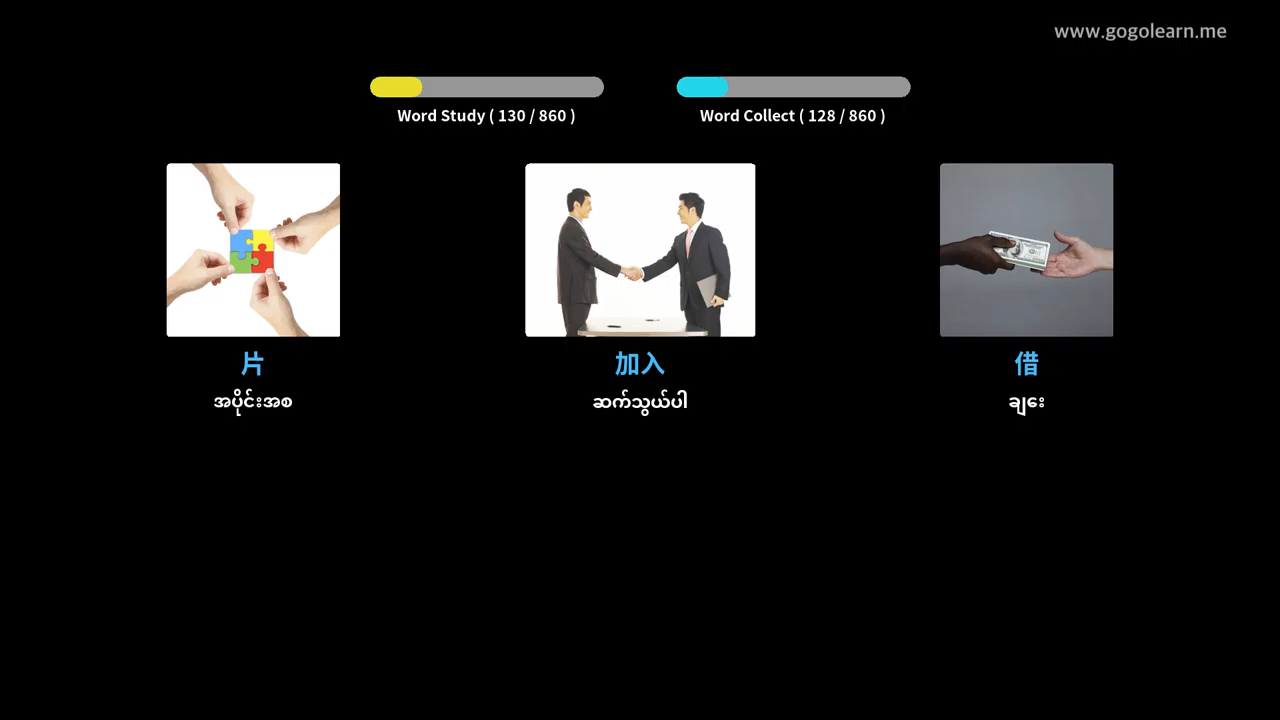 www.gogolearn.me
Word Study ( 130 / 860 )
Word Collect ( 128 / 860 )
片
加入
借
အပိုင်းအစ
ဆက်သွယ်ပါ
ချေး